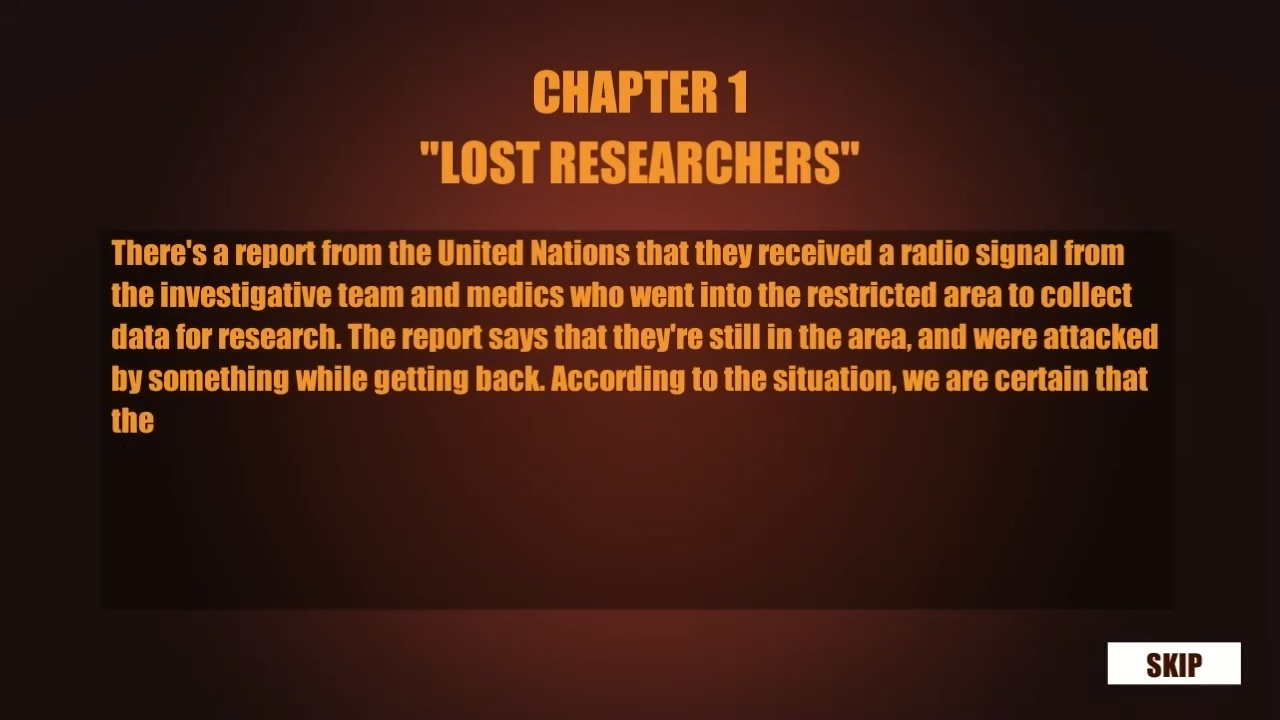 CHAPTER 1
"LOST RESEARCHERS"
There's a report from the United Nations that they received a radio signal from
the investigative team and medics who went into the restricted area to collect
data for research. The report says that they're still in the area, and were attacked
by something while getting back. According to the situation, we are certain that
the
SKIP